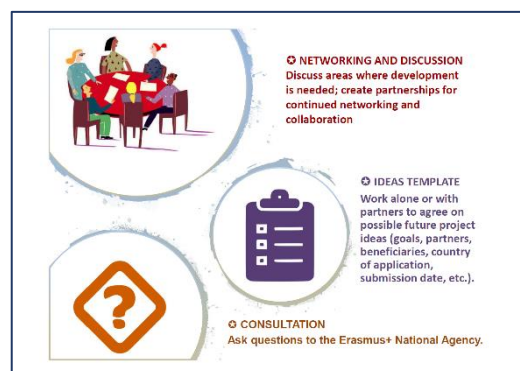 ✪ NETWORKING AND DISCUSSION
Discuss areas where development
is needed; create partnerships for
continued networking and
collaboration
✪ IDEAS TEMPLATE
Work alone or with
partners to agree on
possible future project
ideas (goals, partners,
beneficiaries, country
of application,
submission date, etc.).
?
✪ CONSULTATION
Ask questions to the Erasmus+ National Agency.